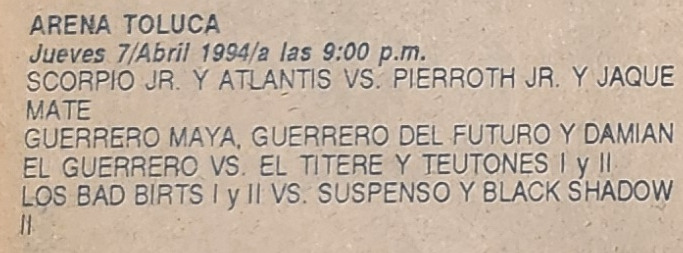 ARENA TOLUCA
Jueves 7/Abril 1994/a las 9:00 p.m.
SCORPIO JR. Y ATLANTIS VS. PIERROTH JR. Y JAQUE
MATE
GUERRERO MAYA, GUERRERO DEL FUTURO Y DAMIAN
EL GUERRERO VS. EL TITERE Y TEUTONES I y II
LOS BAD BIRTS I y II VS. SUSPENSO Y BLACK SHADOW
II